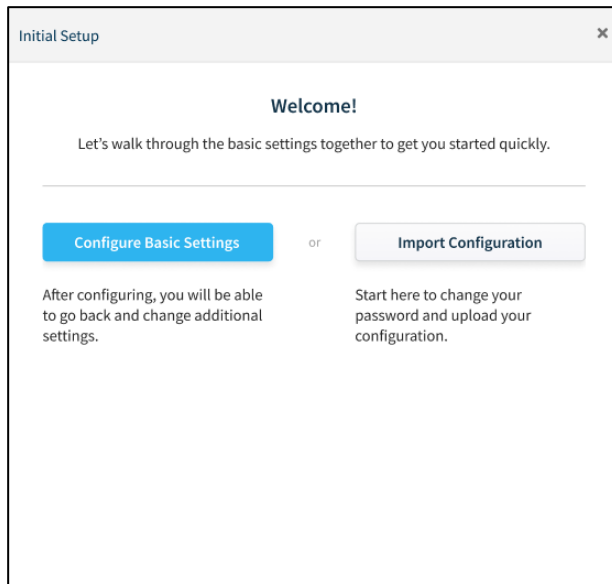 Initial Setup
Welcome!
Let’s walk through the basic settings together to get you started quickly.
Configure Basic Settings
or
Import Configuration
After configuring, you will be able
to go back and change additional
settings.
Start here to change your
password and upload your
configuration.